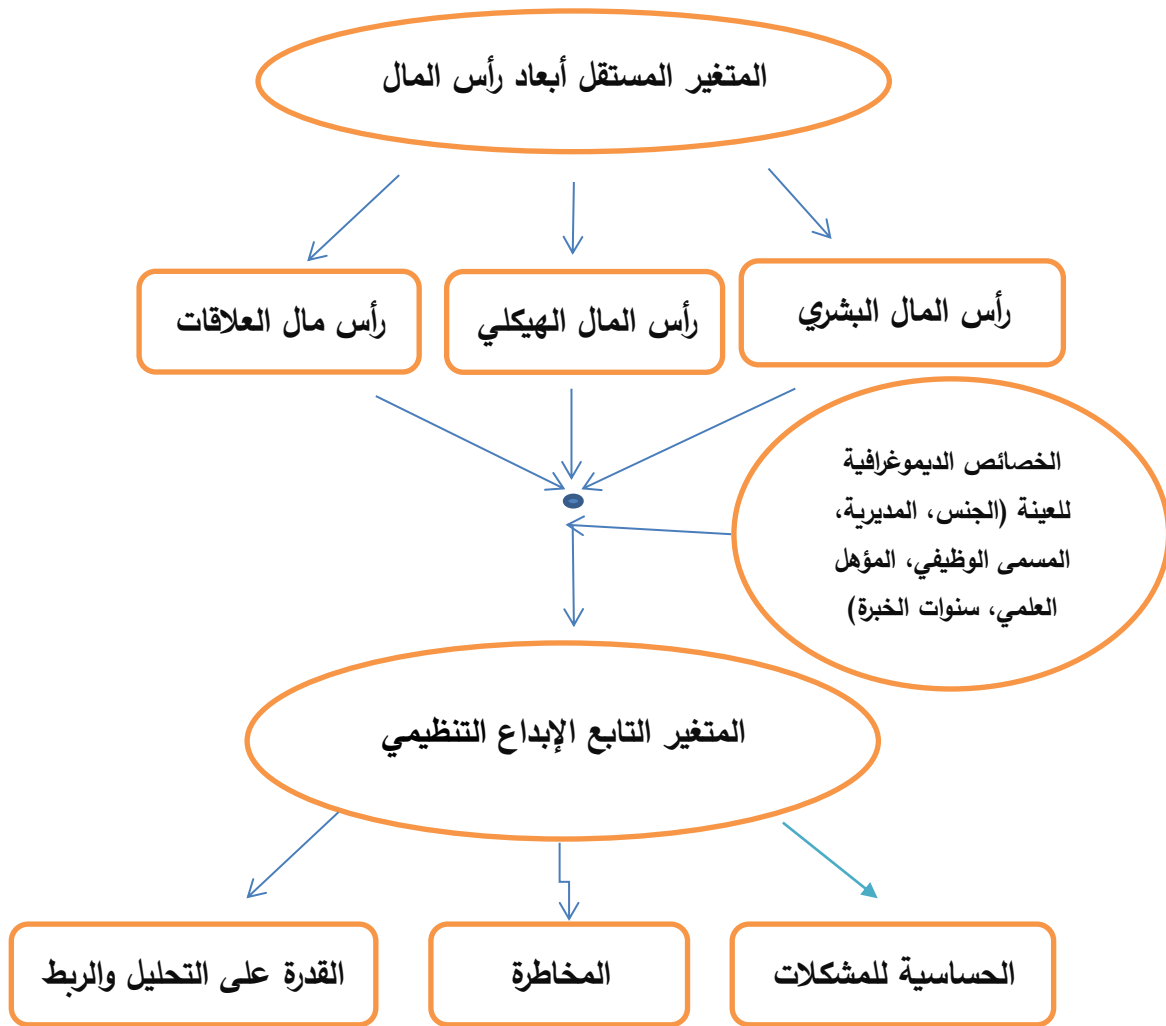 المتغير المستقل أبعاد رأس المال
رأس المال البشري
رأس المال الهيكلي
رأس مال العلاقات
الخصائص الديموغرافية
للعينة (الجنس، المديرية،
المسمى الوظيفي، المؤهل
العلمي، سنوات الخبرة)
المتغير التابع الإبداع التنظيمي
الحساسية للمشكلات
المخاطرة
القدرة على التحليل والربط